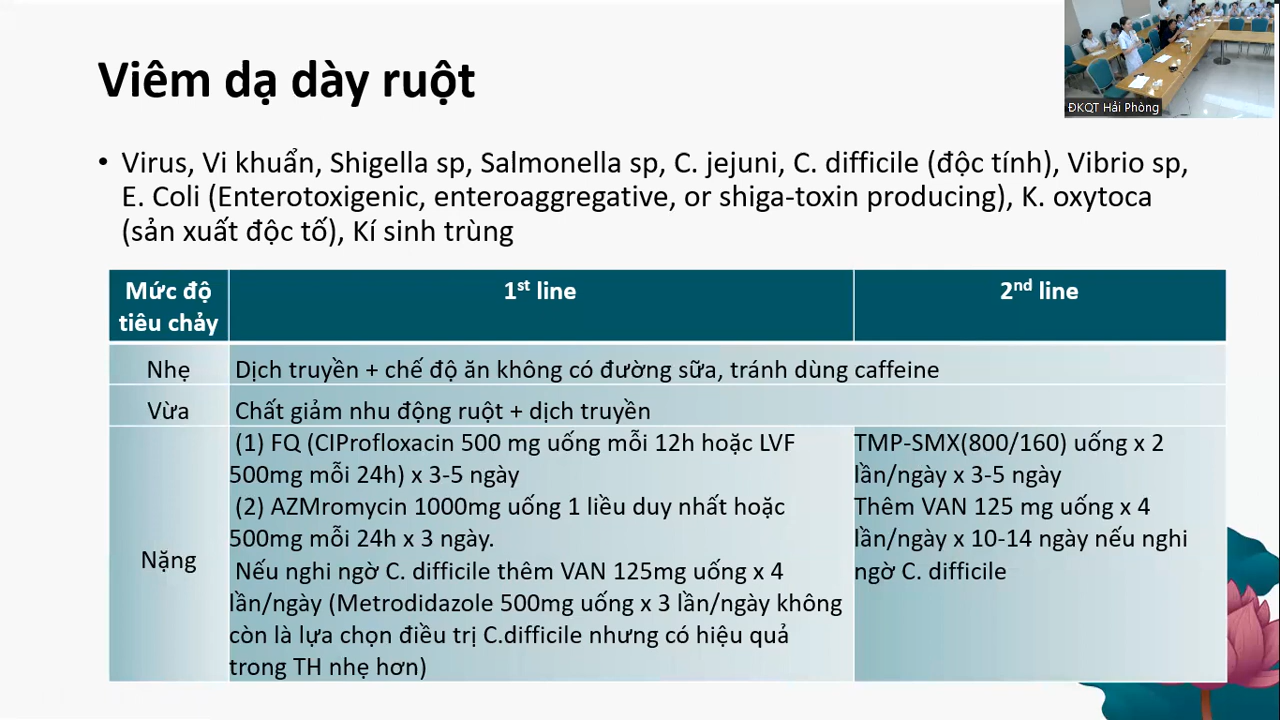 Viêm dạ dày ruột
ĐKQT Hải Phòng
• Virus, Vi khuẩn, Shigella sp, Salmonella sp, C. jejuni, C. difficile (độc tính), Vibrio sp,
E. Coli (Enterotoxigenic, enteroaggregative, or shiga-toxin producing), K. oxytoca
(sản xuất độc tố), Kí sinh trùng
Mức độ
tiêu chảy
1st line
2nd line
Nhẹ
Dịch truyền + chế độ ăn không có đường sữa, tránh dùng caffeine
Vừa
Chất giảm nhu động ruột + dịch truyền
Nặng
(1) FQ (CIProfloxacin 500 mg uống mỗi 12h hoặc LVF
500mg mỗi 24h) x 3-5 ngày
(2) AZMromycin 1000mg uống 1 liều duy nhất hoặc
500mg mỗi 24h x 3 ngày.
Nếu nghi ngờ C. difficile thêm VAN 125mg uống x 4
lần/ngày (Metrodidazole 500mg uống x 3 lần/ngày không
còn là lựa chọn điều trị C.difficile nhưng có hiệu quả
trong TH nhẹ hơn)
TMP-SMX(800/160) uống x 2
lần/ngày x 3-5 ngày
Thêm VAN 125 mg uống x 4
lần/ngày x 10-14 ngày nếu nghi
ngờ C. difficile